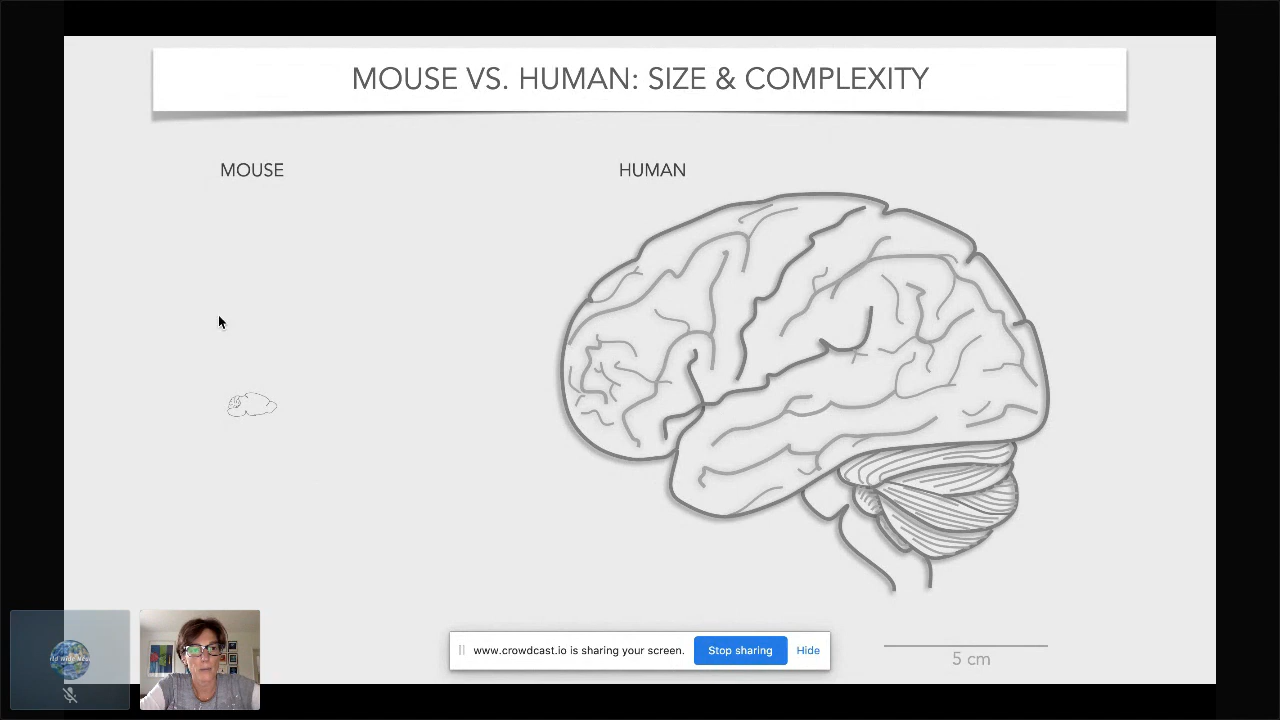 MOUSE VS. HUMAN: SIZE & COMPLEXITY
MOUSE
HUMAN
www.crowdcast.io is sharing your screen.
Stop sharing
Hide
5 cm